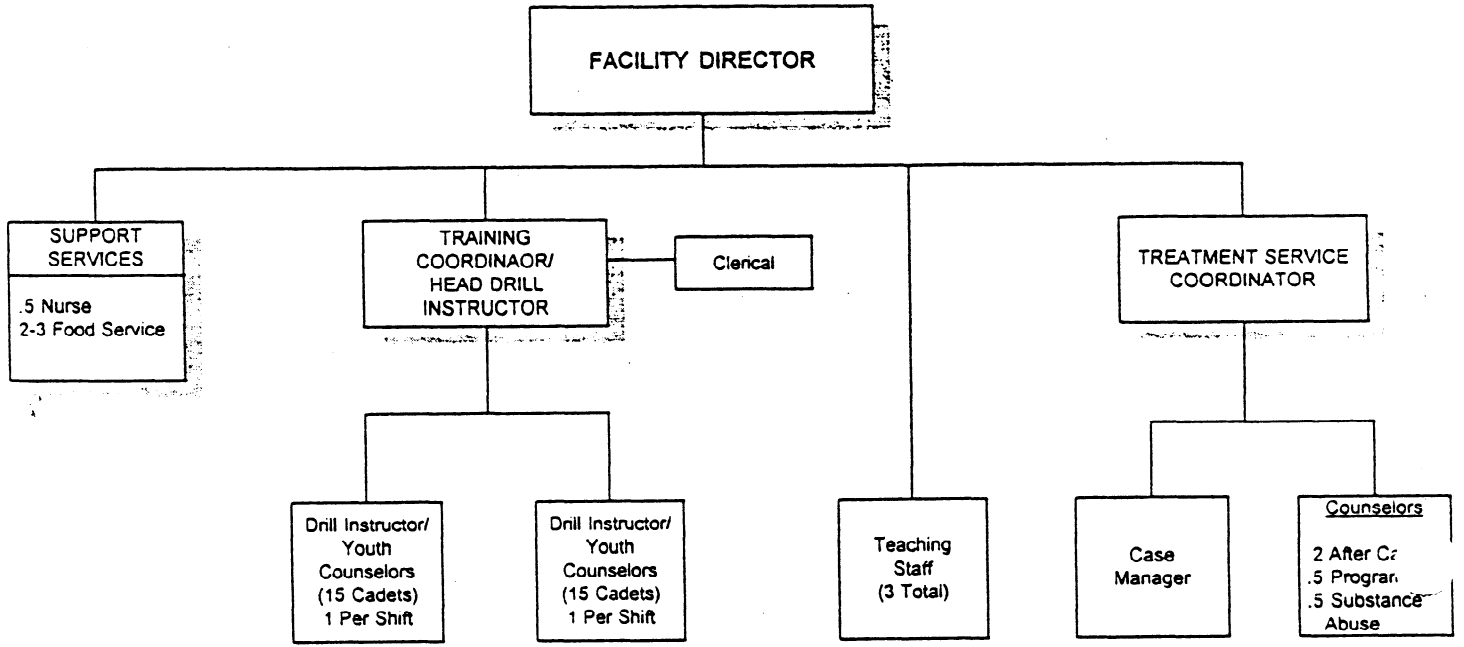 FACILITY DIRECTOR
SUPPORT
SERVICES
.5 Nurse
2-3 Food Service
TRAINING
COORDINAOR/
HEAD DRILL
INSTRUCTOR
Clerical
TREATMENT SERVICE
COORDINATOR
Drill Instructor/
Youth
Counselors
(15 Cadets)
1 Per Shift
Drill Instructor/
Youth
Counselors
(15 Cadets)
1 Per Shift
Teaching
Staff
(3 Total)
Case
Manager
Counselors
2 After
.5
.5 Substance
Abuse